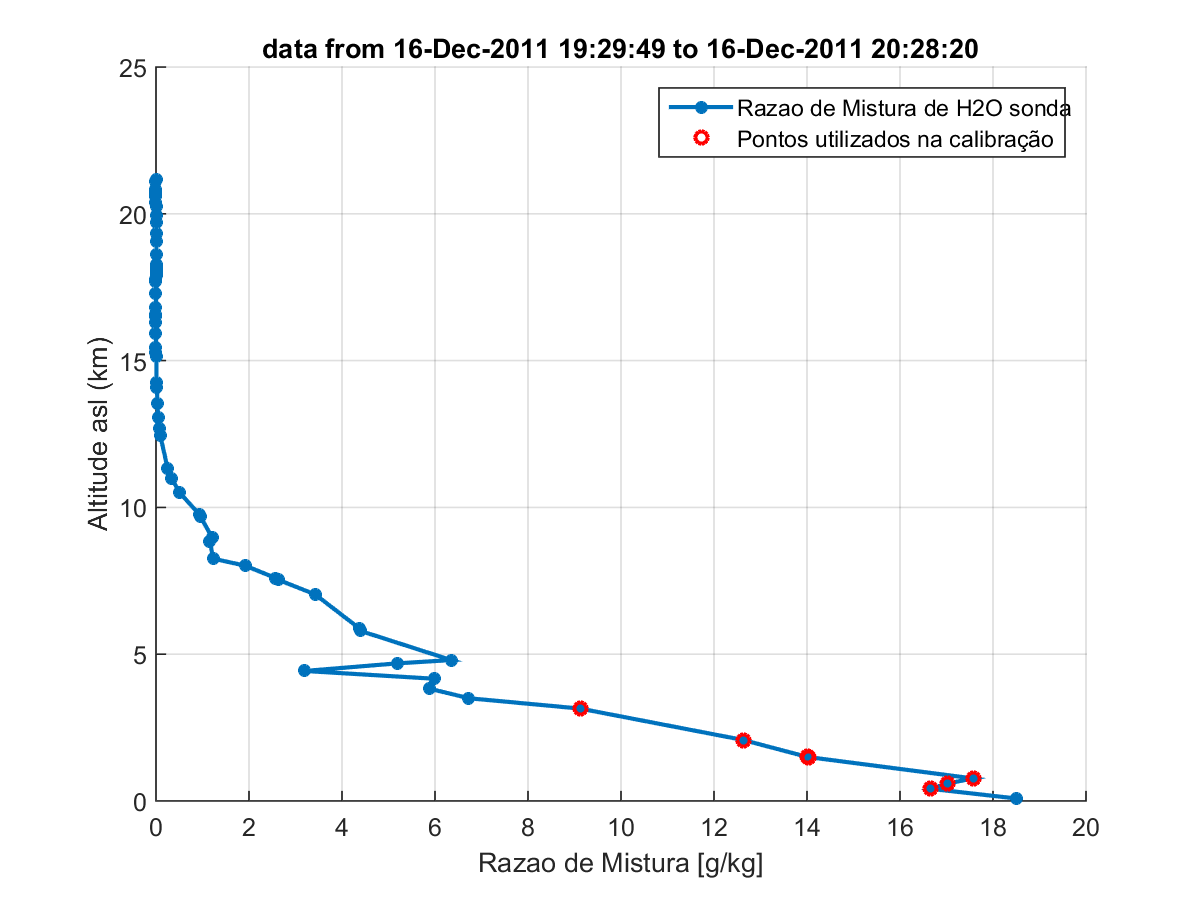 data from 16-Dec-2011 19:29:49 to 16-Dec-2011 20:28:20
25
20
15
10
5
0
Altitude asl (km)
Razao de Mistura de H2O sonda
Pontos utilizados na calibração
0 2 4 6 8 10 12 14 16 18 20
Razao de Mistura [g/kg]